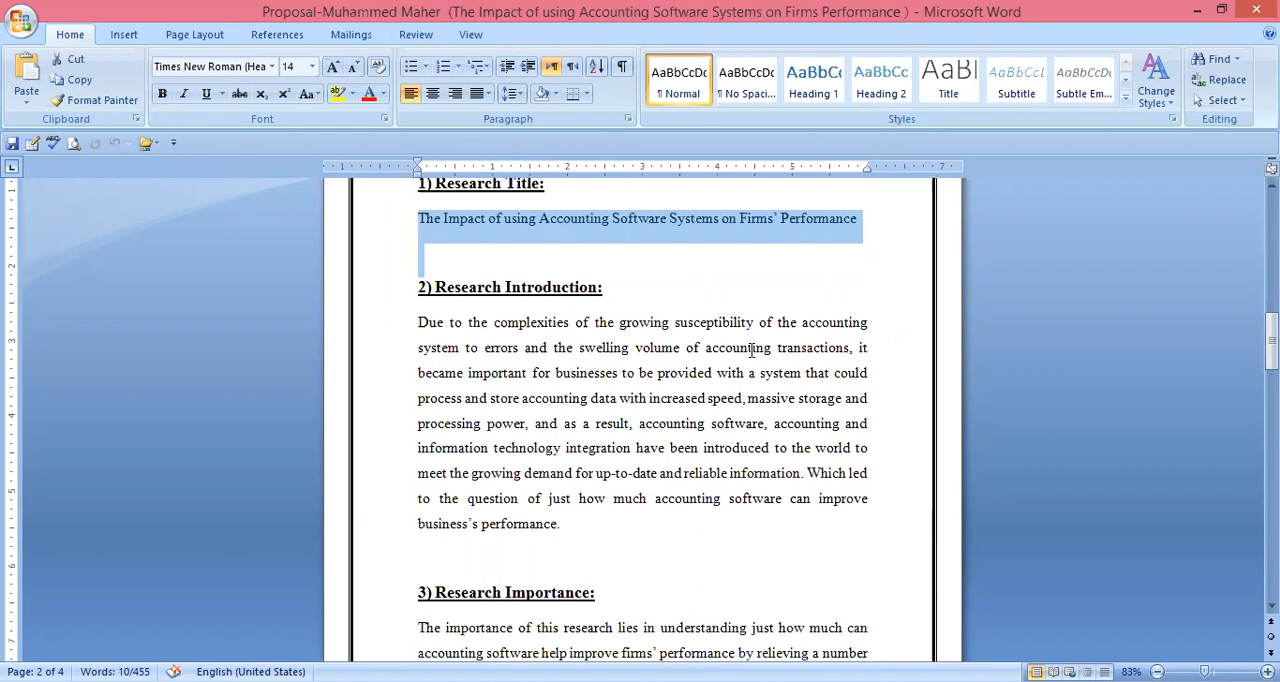 Proposal-Muhammed Maher (The Impact of using Accounting Software Systems on Firms Performance ) - Microsoft Word
Home Insert Page Layout References Mailings Review View
Paste Cut Copy Format Painter Clipboard
Times New Roman (Hea 14 Font
Paragraph
AaBbCcDc ¶ Normal AaBbCcDc ¶ No Spaci... AaBbCc Heading 1 AaBbCc Heading 2 AaBl Title AaBbCcl Subtitle AaBbCcDc Subtle Em... Change Styles Styles
Find Replace Select Editing
1) Research Title:
The Impact of using Accounting Software Systems on Firms’ Performance
2) Research Introduction:
Due to the complexities of the growing susceptibility of the accounting
system to errors and the swelling volume of accounting transactions, it
became important for businesses to be provided with a system that could
process and store accounting data with increased speed, massive storage and
processing power, and as a result, accounting software, accounting and
information technology integration have been introduced to the world to
meet the growing demand for up-to-date and reliable information. Which led
to the question of just how much accounting software can improve
business’s performance.
3) Research Importance:
The importance of this research lies in understanding just how much can
accounting software help improve firms’ performance by relieving a number
Page: 2 of 4 Words: 10/455 English (United States) 83%